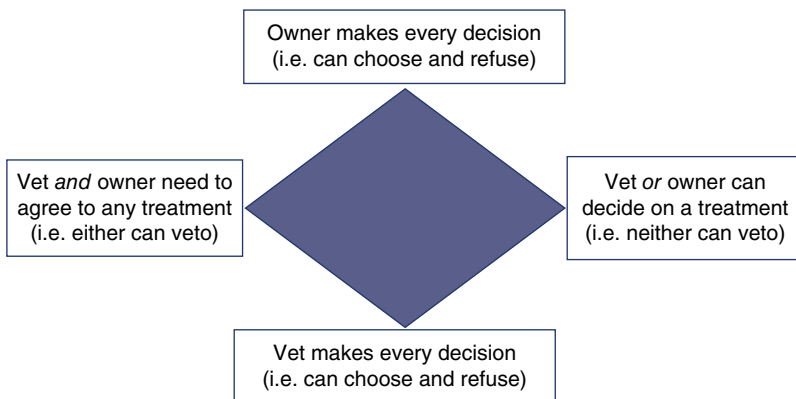 Owner makes every decision
(i.e. can choose and refuse)
Vet and owner need to
agree to any treatment
(i.e. either can veto)
Vet or owner can
decide on a treatment
(i.e. neither can veto)
Vet makes every decision
(i.e. can choose and refuse)